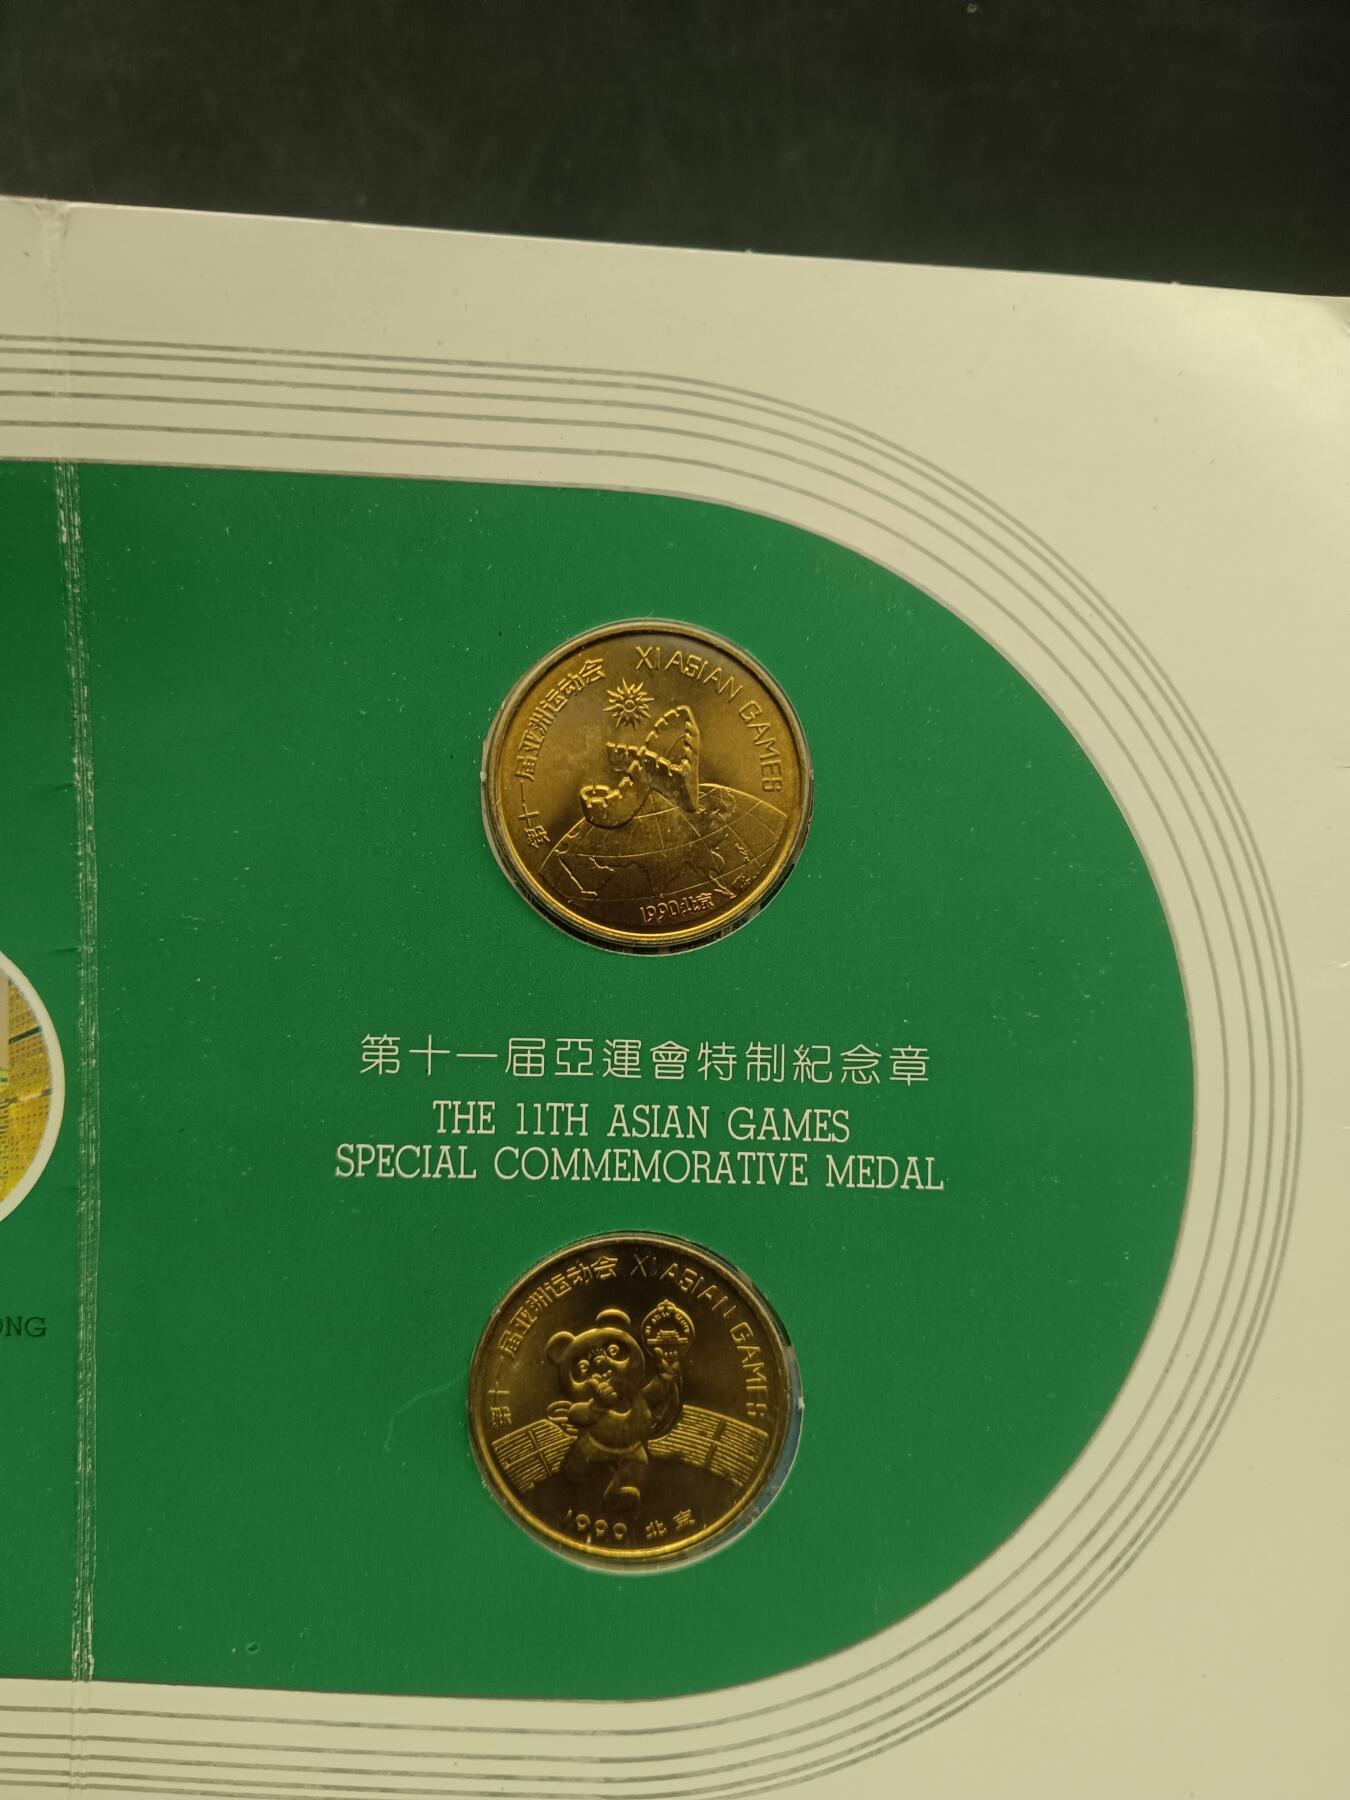 第十一届亚洲运动会 XI ASIAN GAMES
1990北京
第十一届亞運會特制紀念章
THE 11TH ASIAN GAMES
SPECIAL COMMEMORATIVE MEDAL
ONG
第十一届亚洲运动会 XI ASIAN GAMES
1990 北京